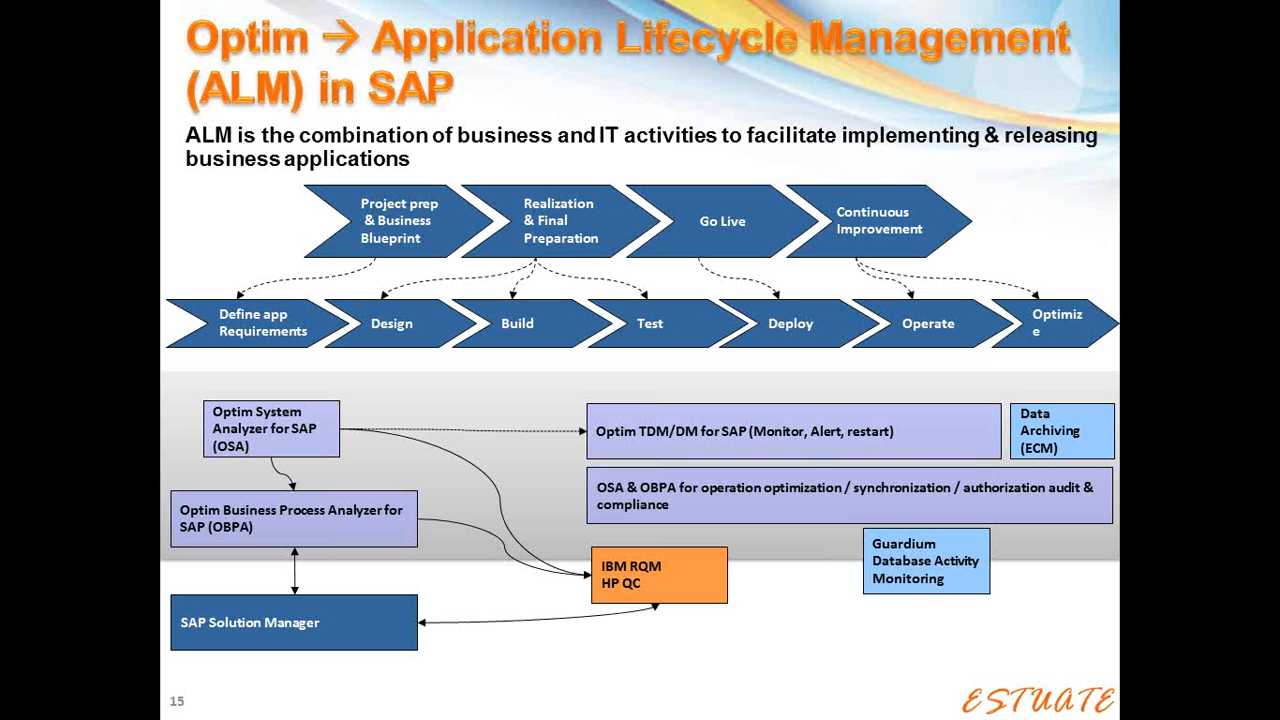 Optim → Application Lifecycle Management
(ALM) in SAP
ALM is the combination of business and IT activities to facilitate implementing & releasing
business applications
Project prep
& Business
Blueprint
Realization
& Final
Preparation
Go Live
Continuous
Improvement
Define app
Requirements
Design
Build
Test
Deploy
Operate
Optimiz
e
Optim System
Analyzer for SAP
(OSA)
Optim TDM/DM for SAP (Monitor, Alert, restart)
Data
Archiving
(ECM)
OSA & OBPA for operation optimization / synchronization / authorization audit &
compliance
Optim Business Process Analyzer for
SAP (OBPA)
Guardium
Database Activity
Monitoring
IBM RQM
HP QC
SAP Solution Manager
15
ESTUATE